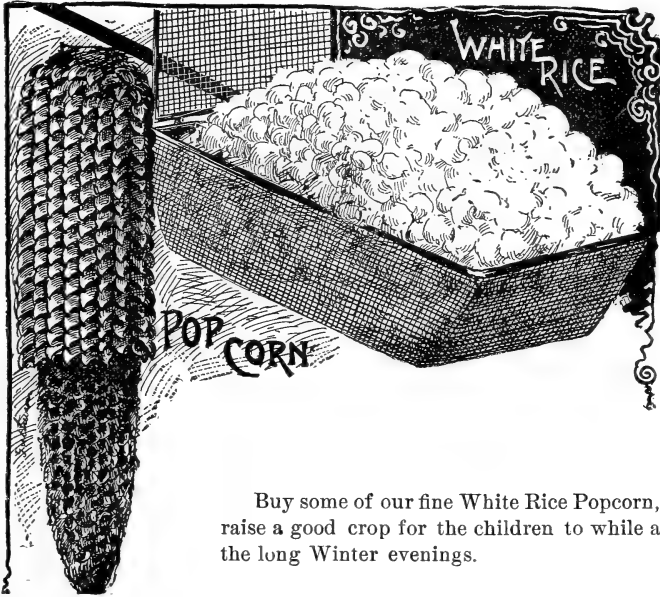 WHITE
RICE
POP
CORN
Buy some of our fine White Rice Popcorn,
raise a good crop for the children to while a
the long Winter evenings.